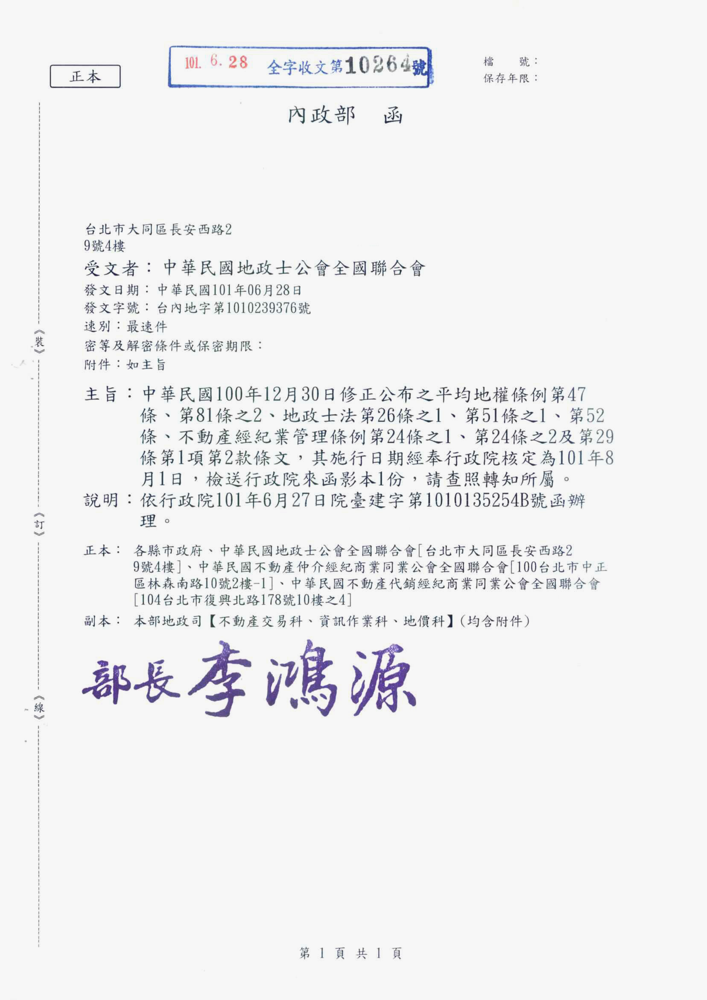 正本
101. 6. 28 全字收文第10264號
檔　　號：
保存年限：
內政部　函
台北市大同區長安西路2
9號4樓
受文者：中華民國地政士公會全國聯合會
發文日期：中華民國101年06月28日
發文字號：台內地字第1010239376號
速別：最速件
密等及解密條件或保密期限：
附件：如主旨
主旨：中華民國100年12月30日修正公布之平均地權條例第47
條、第81條之2、地政士法第26條之1、第51條之1、第52
條、不動產經紀業管理條例第24條之1、第24條之2及第29
條第1項第2款條文，其施行日期經奉行政院核定為101年8
月1日，檢送行政院來函影本1份，請查照轉知所屬。
說明：依行政院101年6月27日院臺建字第1010135254B號函辦
理。
正本：各縣市政府、中華民國地政士公會全國聯合會[台北市大同區長安西路2
9號4樓]、中華民國不動產仲介經紀商業同業公會全國聯合會[100台北市中正
區林森南路10號2樓-1]、中華民國不動產代銷經紀商業同業公會全國聯合會
[104台北市復興北路178號10樓之4]
副本：本部地政司【不動產交易科、資訊作業科、地價科】(均含附件)
部長 李鴻源
《裝》
《訂》
《線》
第 1 頁 共 1 頁